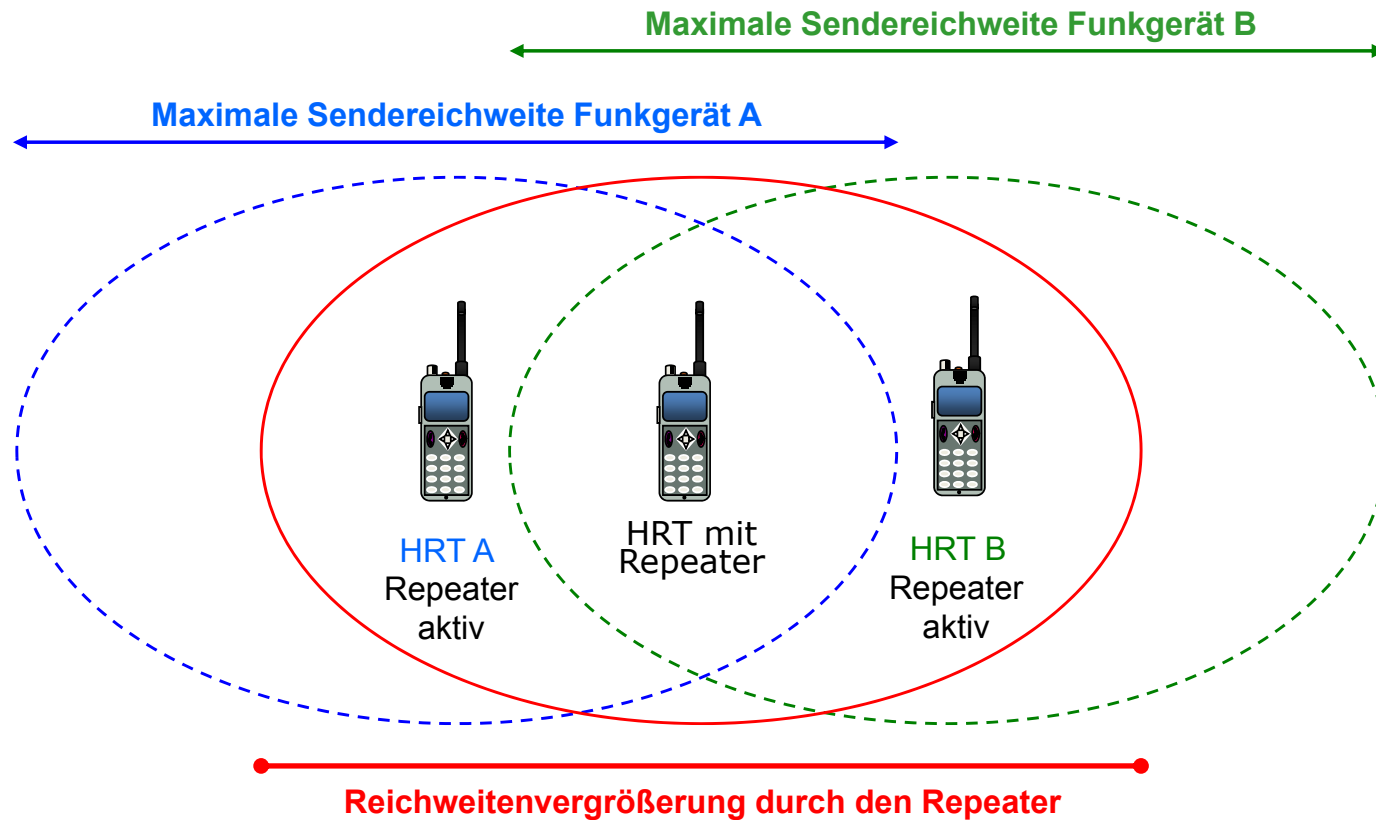 Maximale Sendereichweite Funkgerät B
Maximale Sendereichweite Funkgerät A
HRT A
Repeater
aktiv
HRT mit
Repeater
HRT B
Repeater
aktiv
Reichweitenvergrößerung durch den Repeater